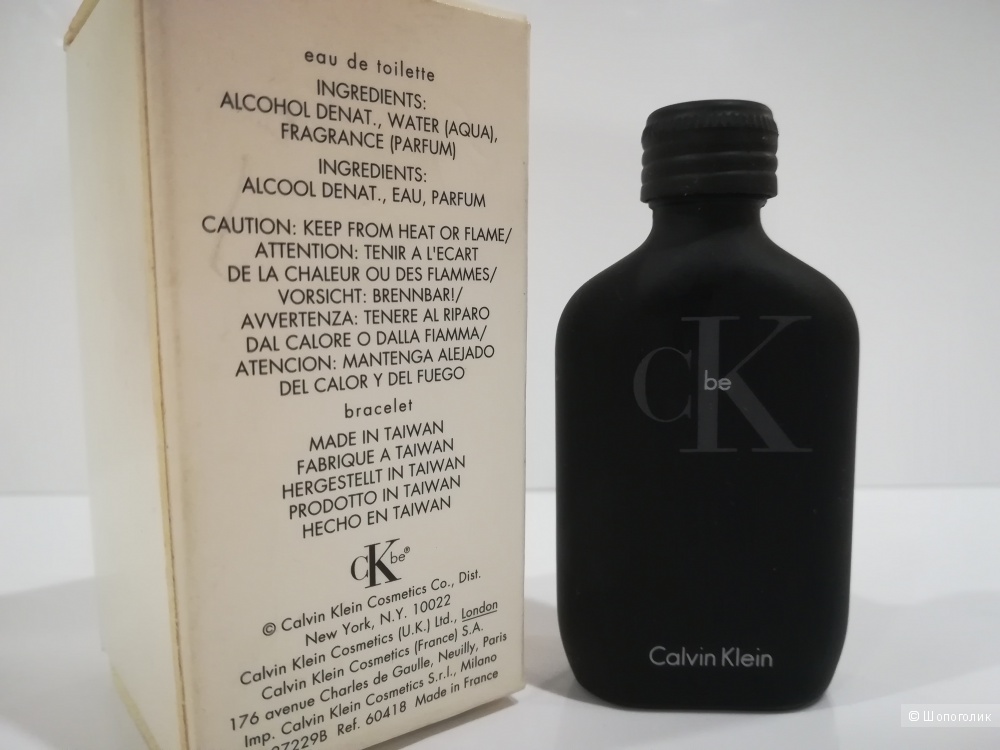 eau de toilette
INGREDIENTS:
ALCOHOL DENAT., WATER (AQUA),
FRAGRANCE (PARFUM)
INGREDIENTS:
ALCOOL DENAT., EAU, PARFUM
CAUTION: KEEP FROM HEAT OR FLAME/
ATTENTION: TENIR A L'ECART
DE LA CHALEUR OU DES FLAMMES/
VORSICHT: BRENNBAR!/
AVVERTENZA: TENERE AL RIPARO
DAL CALORE O DALLA FIAMMA/
ATENCION: MANTENGA ALEJADO
DEL CALOR Y DEL FUEGO
bracelet
MADE IN TAIWAN
FABRIQUE A TAIWAN
HERGESTELLT IN TAIWAN
PRODOTTO IN TAIWAN
HECHO EN TAIWAN
cK be®
© Calvin Klein Cosmetics Co., Dist.
New York, N.Y. 10022
Calvin Klein Cosmetics (U.K.) Ltd., London
Calvin Klein Cosmetics (France) S.A.
176 avenue Charles de Gaulle, Neuilly, Paris
Imp. Calvin Klein Cosmetics S.r.l., Milano
Ref. 60418 Made in France
cK be
Calvin Klein
© Шопоголик